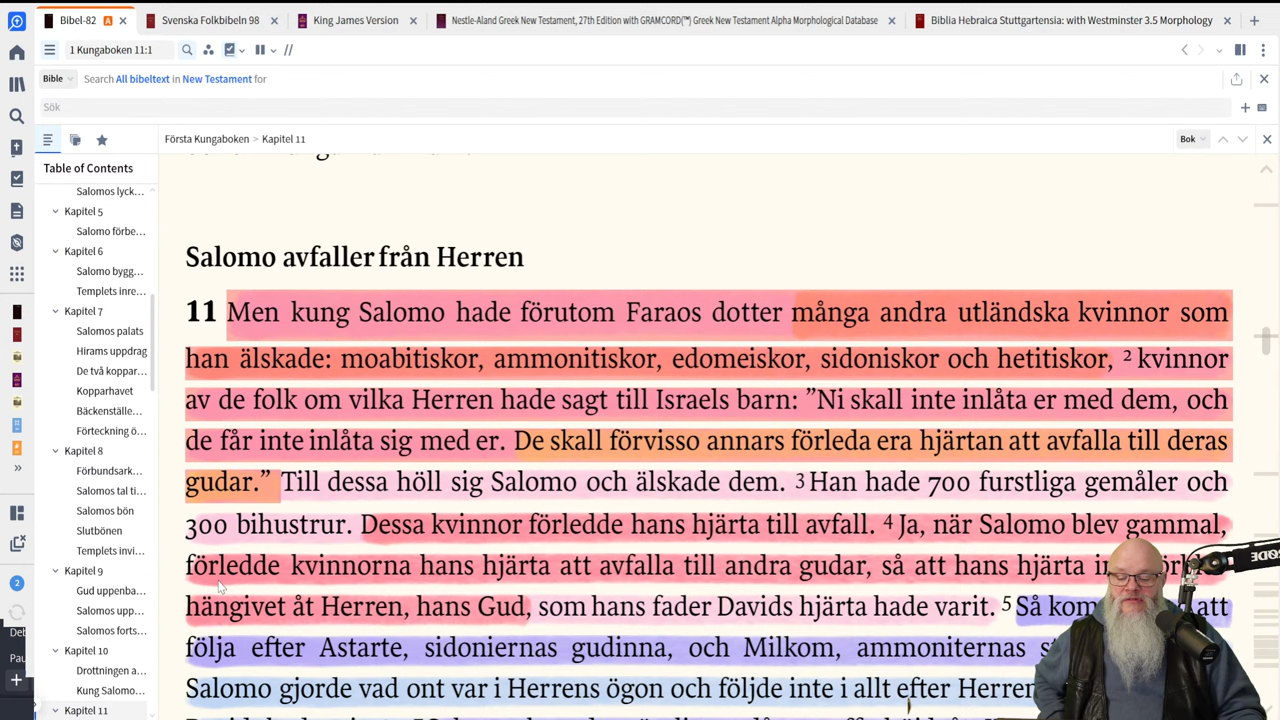 Bibel-82 A
Svenska Folkbibeln 98
King James Version
Nestle-Aland Greek New Testament, 27th Edition with GRAMCORD(™) Greek New Testament Alpha Morphological Database
Biblia Hebraica Stuttgartensia: with Westminster 3.5 Morphology
1 Kungaboken 11:1
Bible Search All bibeltext in New Testament for
Sök
Första Kungaboken > Kapitel 11
Bok
Table of Contents
Salomos lyck...
Kapitel 5
Salomo förbe...
Kapitel 6
Salomo bygg...
Templets inre...
Kapitel 7
Salomos palats
Hirams uppdrag
De två koppar...
Kopparhavet
Bäckenställe...
Förteckning ö...
Kapitel 8
Förbundsark...
Salomos tal ti...
Salomos bön
Slutbönen
Templets invi...
Kapitel 9
Gud uppenba...
Salomos upp...
Salomos forts...
Kapitel 10
Drottningen a...
Kung Salomo...
Kapitel 11
2
Pau
Salomo avfaller från Herren
11 Men kung Salomo hade förutom Faraos dotter många andra utländska kvinnor som
han älskade: moabitiskor, ammonitiskor, edomeiskor, sidoniskor och hetitiskor, 2 kvinnor
av de folk om vilka Herren hade sagt till Israels barn: ”Ni skall inte inlåta er med dem, och
de får inte inlåta sig med er. De skall förvisso annars förleda era hjärtan att avfalla till deras
gudar.” Till dessa höll sig Salomo och älskade dem. 3 Han hade 700 furstliga gemåler och
300 bihustrur. Dessa kvinnor förledde hans hjärta till avfall. 4 Ja, när Salomo blev gammal,
förledde kvinnorna hans hjärta att avfalla till andra gudar, så att hans hjärta
hängivet åt Herren, hans Gud, som hans fader Davids hjärta hade varit. 5 Så att
följa efter Astarte, sidoniernas gudinna, och Milkom, ammoniternas
Salomo gjorde vad ont var i Herrens ögon och följde inte i allt efter
RØDE